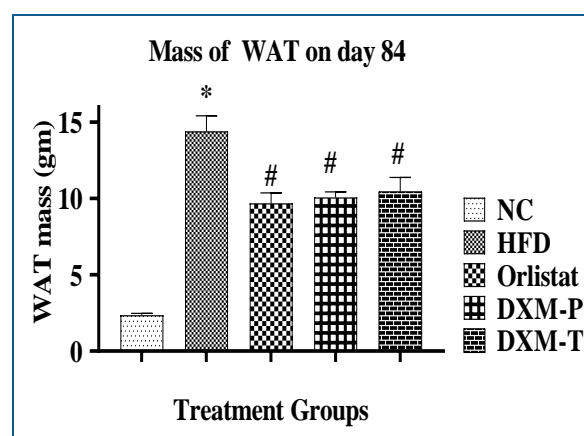 Mass of WAT on day 84
*
#
#
#
WAT mass (gm)
15
10
5
0
NC
HFD
Orlistat
DXM-P
DXM-T
Treatment Groups